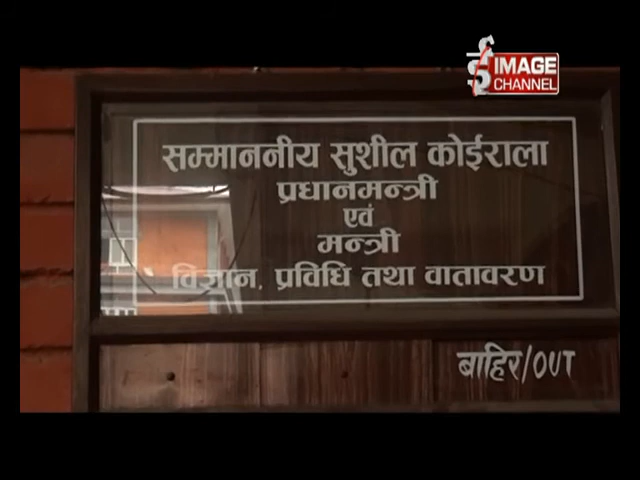 IMAGE
CHANNEL
सम्माननीय सुशील कोईराला
प्रधानमन्त्री
एवं
मन्त्री
विज्ञान, प्रविधि तथा वातावरण
बाहिर/OUT